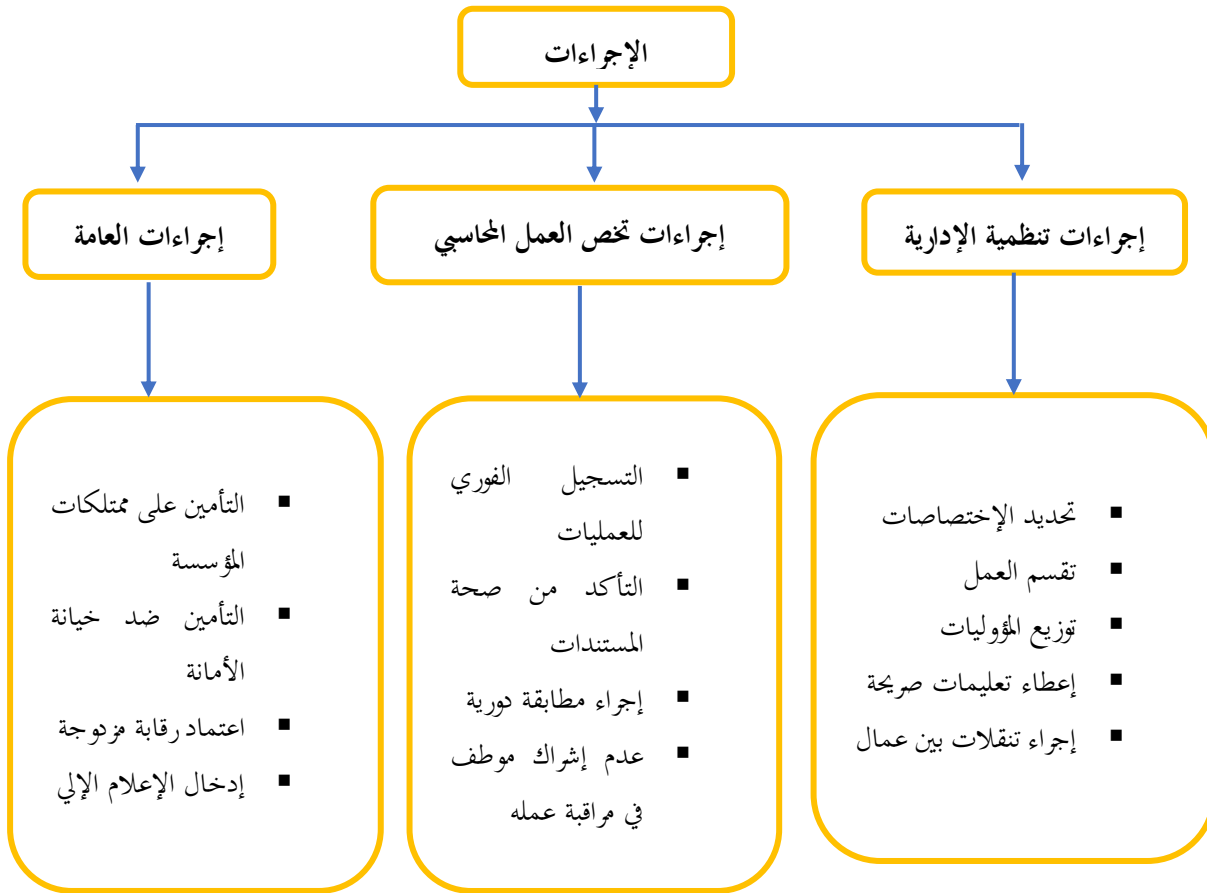 الإجراءات
إجراءات تنظمية الإدارية
إجراءات تخص العمل المحاسبي
إجراءات العامة
▪ تحديد الإختصاصات
▪ تقسم العمل
▪ توزيع المؤوليات
▪ إعطاء تعليمات صريحة
▪ إجراء تنقلات بين عمال
▪ التسجيل الفوري
للعمليات
▪ التأكد من صحة
المستندات
▪ إجراء مطابقة دورية
▪ عدم إشراك موطف
في مراقبة عمله
▪ التأمين على ممتلكات
المؤسسة
▪ التأمين ضد خيانة
الأمانة
▪ اعتماد رقابة مزدوجة
▪ إدخال الإعلام الإلي